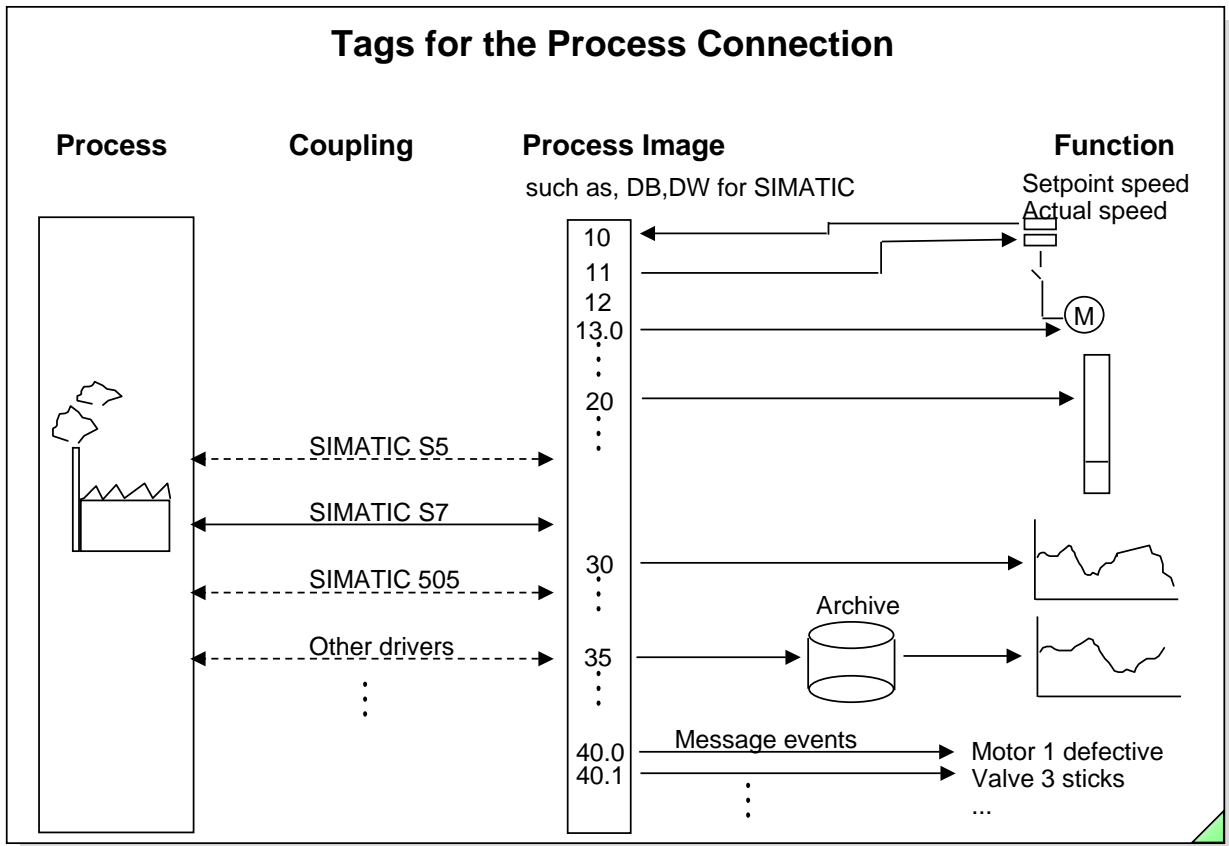 Tags for the Process Connection
Process
Coupling
Process Image
Function
such as, DB,DW for SIMATIC
Setpoint speed
Actual speed
10
11
12
13.0
M
20
SIMATIC S5
SIMATIC S7
30
SIMATIC 505
Archive
Other drivers
35
40.0
Message events
Motor 1 defective
40.1
Valve 3 sticks
...